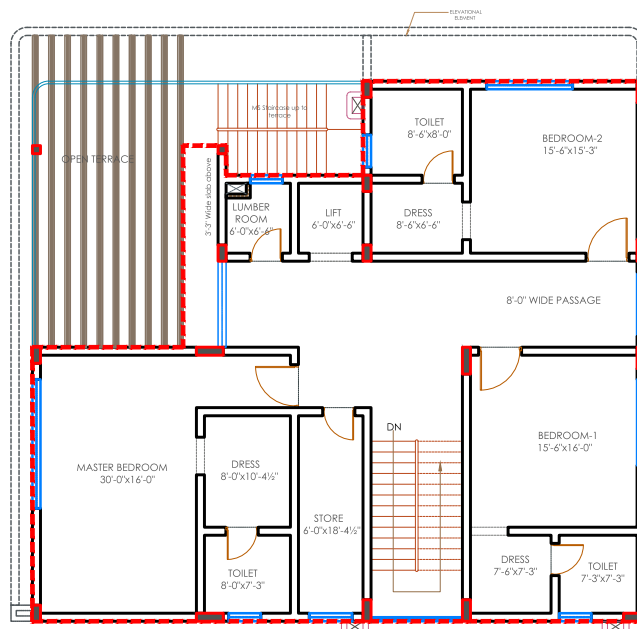 ELEVATIONAL
ELEMENT
MS Staircase up to
terrace
TOILET
8'-6"x8'-0"
BEDROOM-2
15'-6"x15'-3"
OPEN TERRACE
3'-3" Wide slab above
LUMBER
ROOM
6'-0"x6'-6"
LIFT
6'-0"x6'-6"
DRESS
8'-6"x6'-6"
8'-0" WIDE PASSAGE
DN
BEDROOM-1
15'-6"x16'-0"
MASTER BEDROOM
30'-0"x16'-0"
DRESS
8'-0"x10'-4½"
STORE
6'-0"x18'-4½"
TOILET
8'-0"x7'-3"
DRESS
7'-6"x7'-3"
TOILET
7'-3"x7'-3"